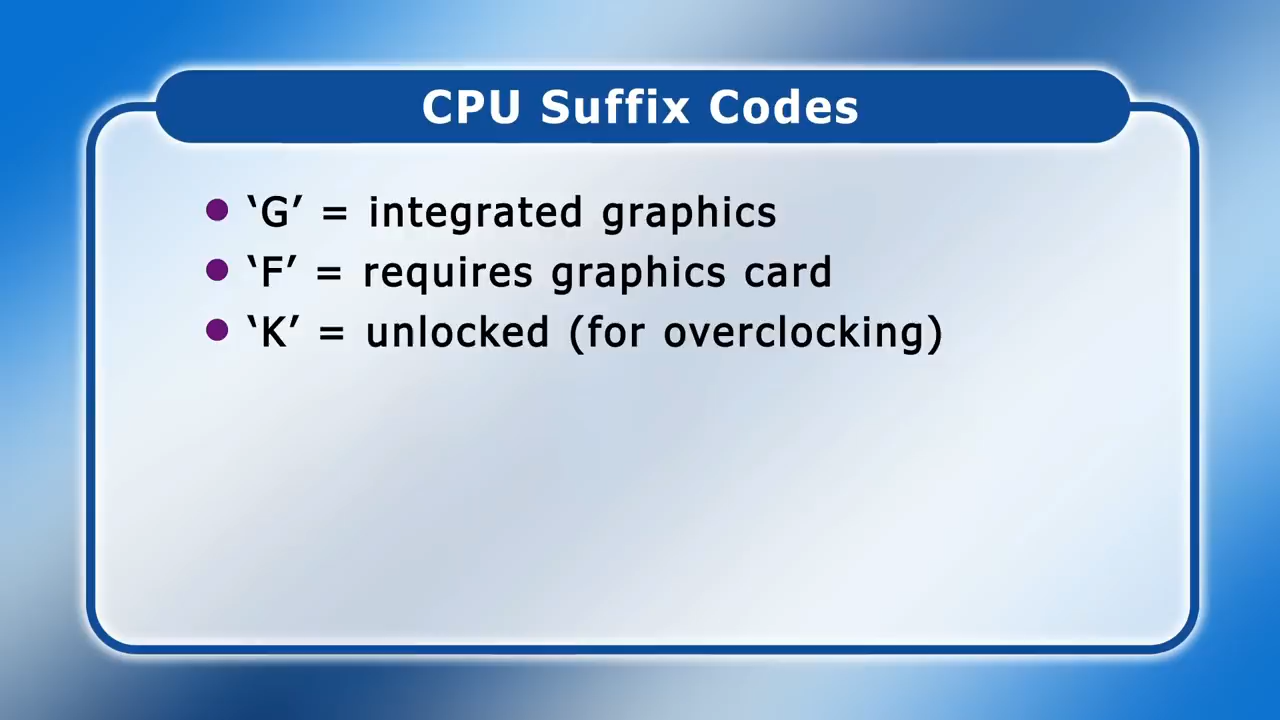 CPU Suffix Codes
‘G’ = integrated graphics
‘F’ = requires graphics card
‘K’ = unlocked (for overclocking)